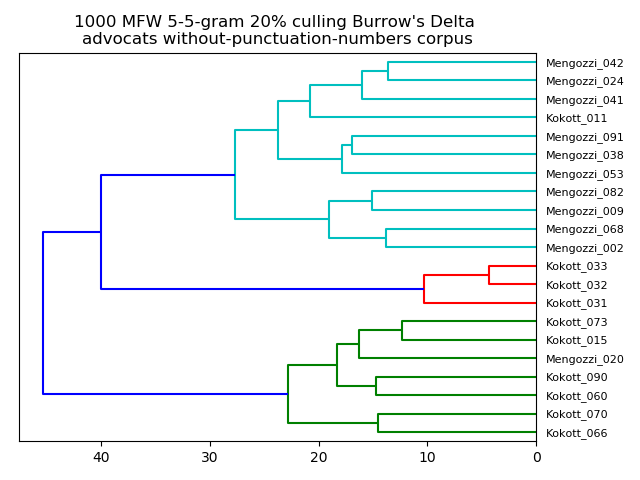 1000 MFW 5-5-gram 20% culling Burrow's Delta
advocats without-punctuation-numbers corpus
Mengozzi_042
Mengozzi_024
Mengozzi_041
Kokott_011
Mengozzi_091
Mengozzi_038
Mengozzi_053
Mengozzi_082
Mengozzi_009
Mengozzi_068
Mengozzi_002
Kokott_033
Kokott_032
Kokott_031
Kokott_073
Kokott_015
Mengozzi_020
Kokott_090
Kokott_060
Kokott_070
Kokott_066
40 30 20 10 0